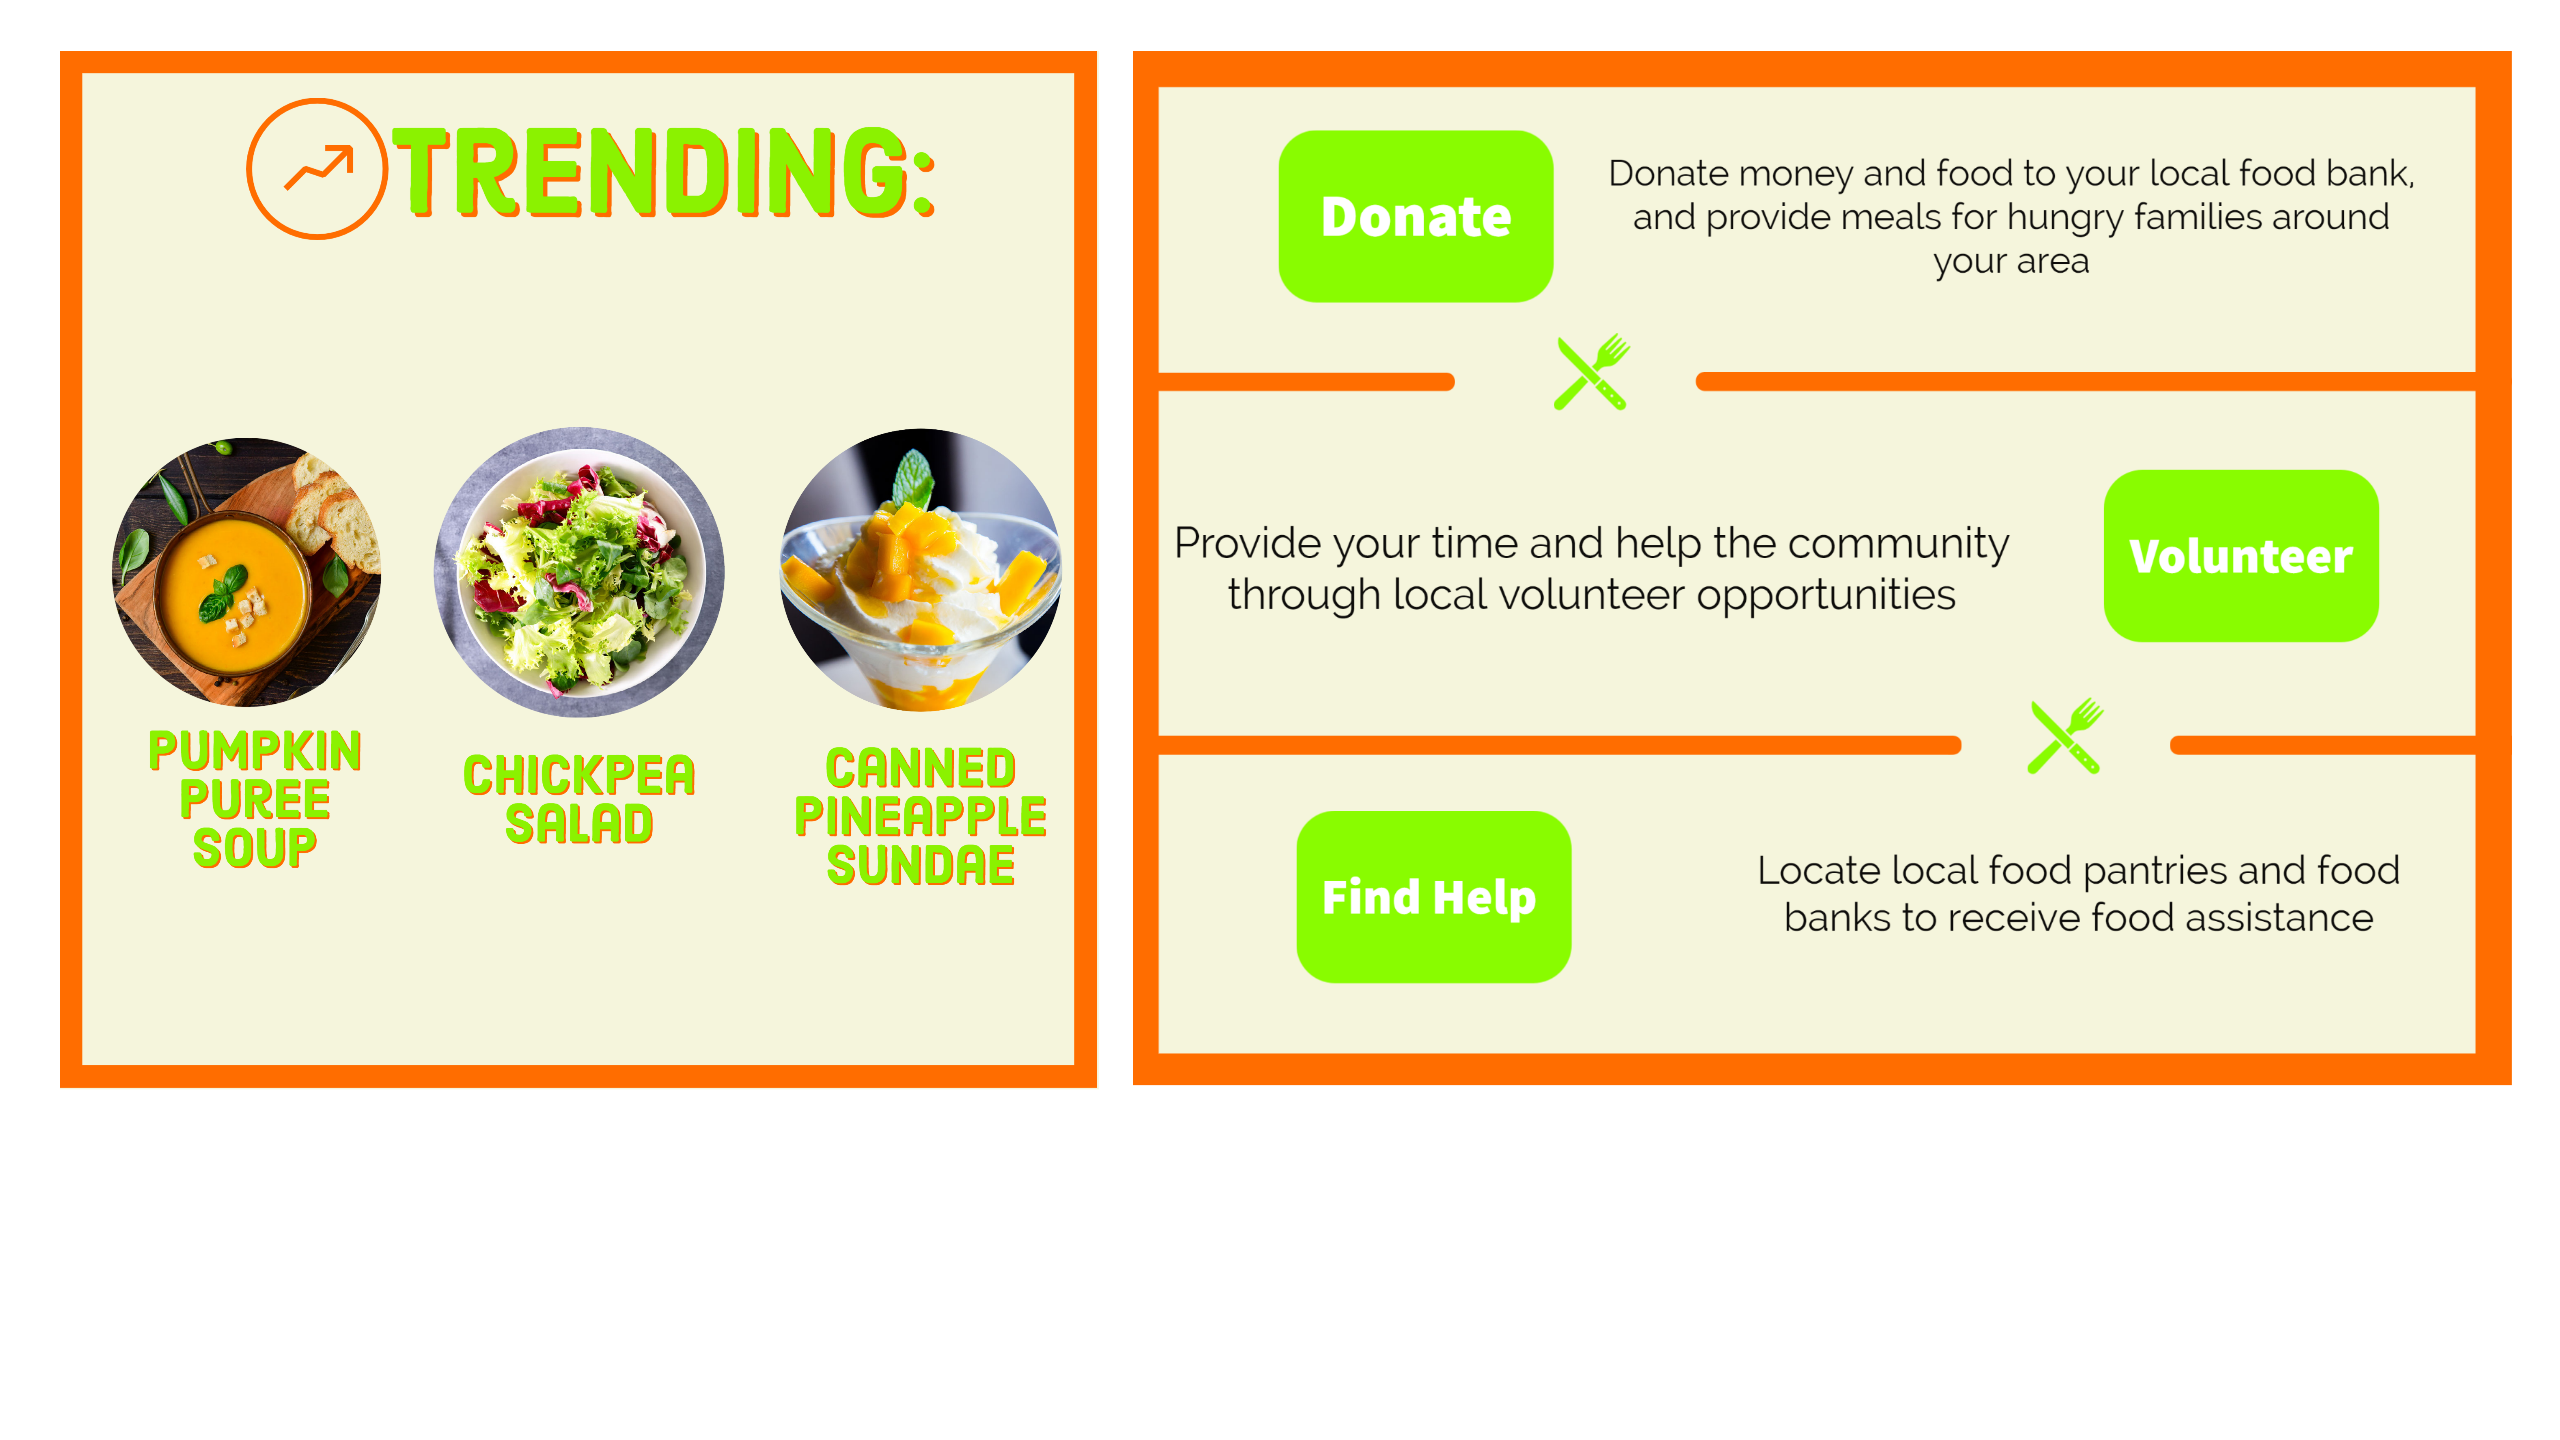 TRENDING:
PUMPKIN
PUREE
SOUP
CHICKPEA
SALAD
CANNED
PINEAPPLE
SUNDAE
Donate
Donate money and food to your local food bank,
and provide meals for hungry families around
your area
Provide your time and help the community
through local volunteer opportunities
Volunteer
Find Help
Locate local food pantries and food
banks to receive food assistance